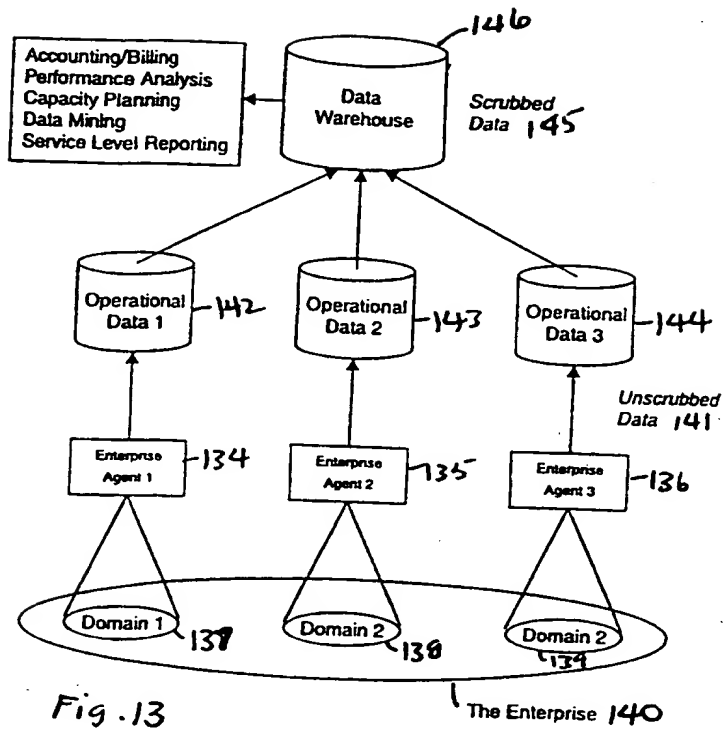 146
Accounting/Billing
Performance Analysis
Capacity Planning
Data Mining
Service Level Reporting
Data
Warehouse
Scrubbed
Data 145
Operational
Data 1
142
Operational
Data 2
143
Operational
Data 3
144
Unscrubbed
Data 141
Enterprise
Agent 1
134
Enterprise
Agent 2
135
Enterprise
Agent 3
136
Domain 1
Domain 2
138
Domain 2
139
Fig. 13
The Enterprise 140